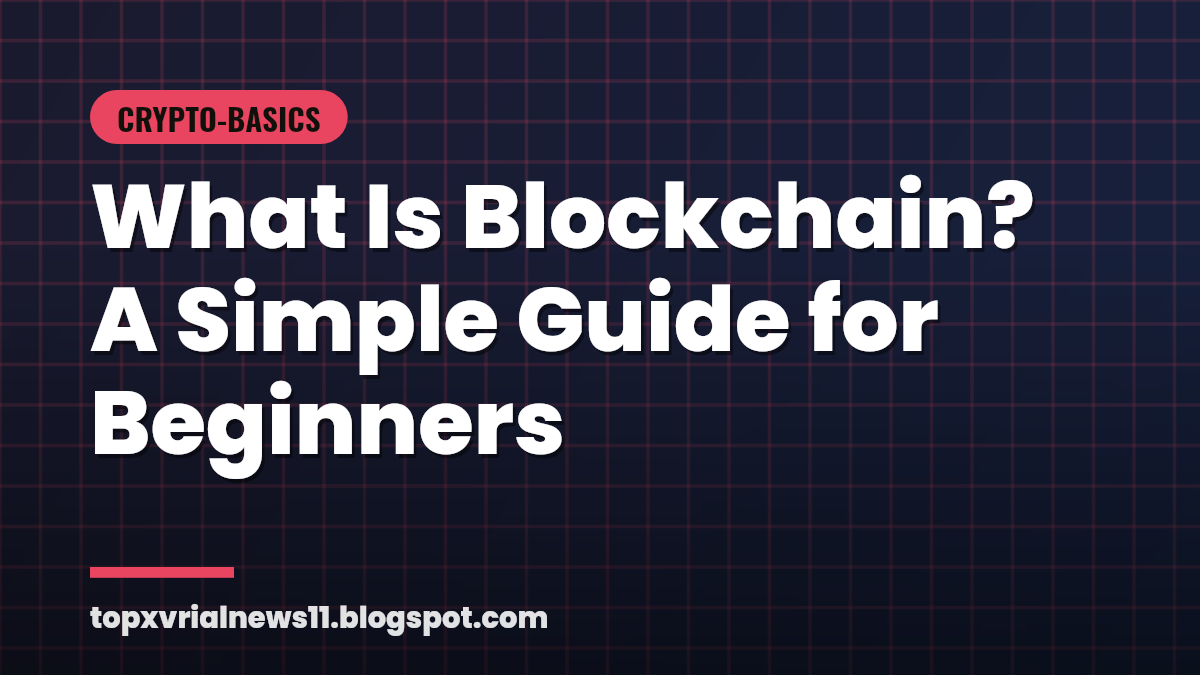 CRYPTO-BASICS
What Is Blockchain?
A Simple Guide for
Beginners
topxvrialnews11.blogspot.com